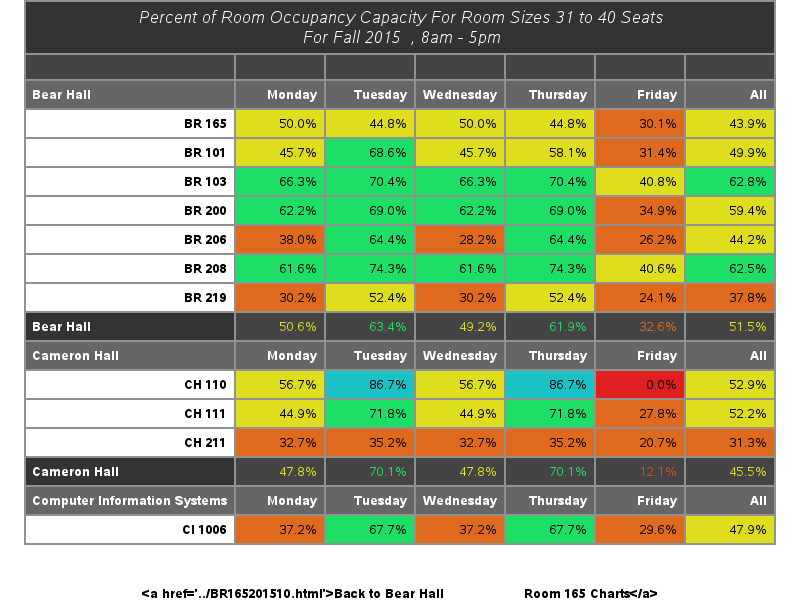 Percent of Room Occupancy Capacity For Room Sizes 31 to 40 Seats
For Fall 2015 , 8am - 5pm
Bear Hall Monday Tuesday Wednesday Thursday Friday All
BR 165 50.0% 44.8% 50.0% 44.8% 30.1% 43.9%
BR 101 45.7% 68.6% 45.7% 58.1% 31.4% 49.9%
BR 103 66.3% 70.4% 66.3% 70.4% 40.8% 62.8%
BR 200 62.2% 69.0% 62.2% 69.0% 34.9% 59.4%
BR 206 38.0% 64.4% 28.2% 64.4% 26.2% 44.2%
BR 208 61.6% 74.3% 61.6% 74.3% 40.6% 62.5%
BR 219 30.2% 52.4% 30.2% 52.4% 24.1% 37.8%
Bear Hall 50.6% 63.4% 49.2% 61.9% 32.6% 51.5%
Cameron Hall Monday Tuesday Wednesday Thursday Friday All
CH 110 56.7% 86.7% 56.7% 86.7% 0.0% 52.9%
CH 111 44.9% 71.8% 44.9% 71.8% 27.8% 52.2%
CH 211 32.7% 35.2% 32.7% 35.2% 20.7% 31.3%
Cameron Hall 47.8% 70.1% 47.8% 70.1% 12.1% 45.5%
Computer Information Systems Monday Tuesday Wednesday Thursday Friday All
CI 1006 37.2% 67.7% 37.2% 67.7% 29.6% 47.9%
<a href='../BR165201510.html'>Back to Bear Hall Room 165 Charts</a>